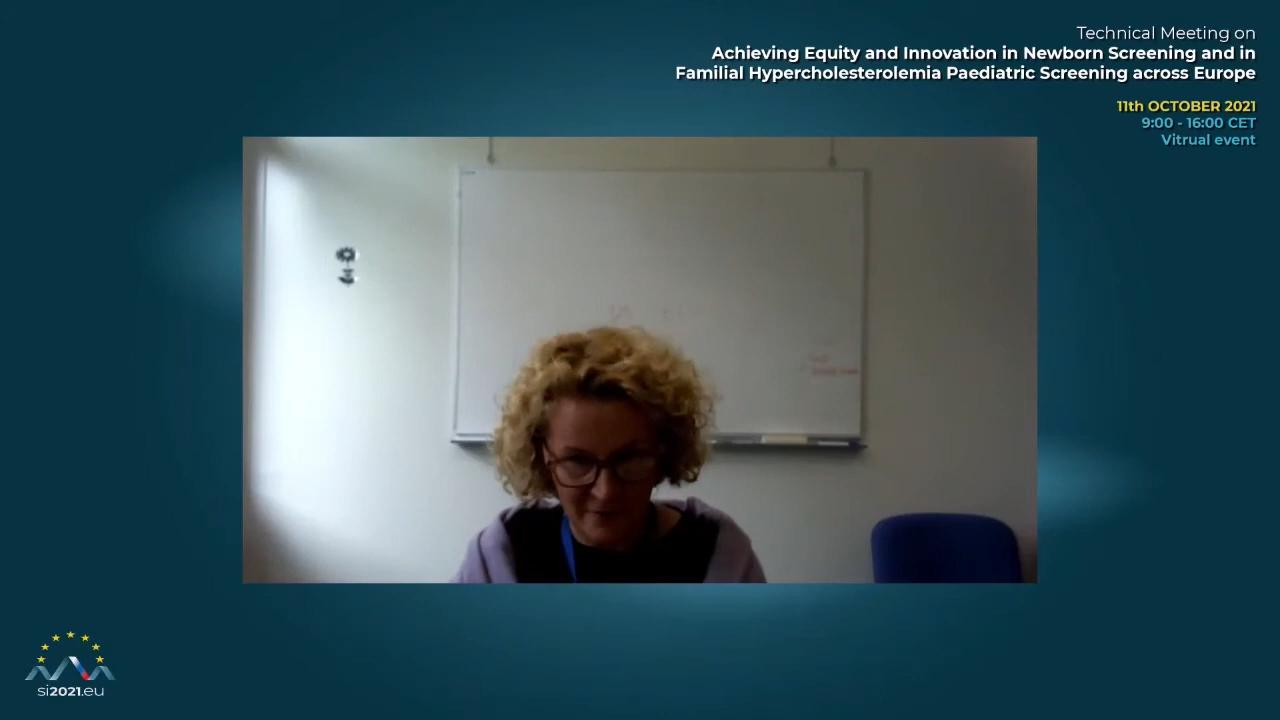 Technical Meeting on
Achieving Equity and Innovation in Newborn Screening and in
Familial Hypercholesterolemia Paediatric Screening across Europe
11th OCTOBER 2021
9:00 - 16:00 CET
Vitrual event
si2021.eu